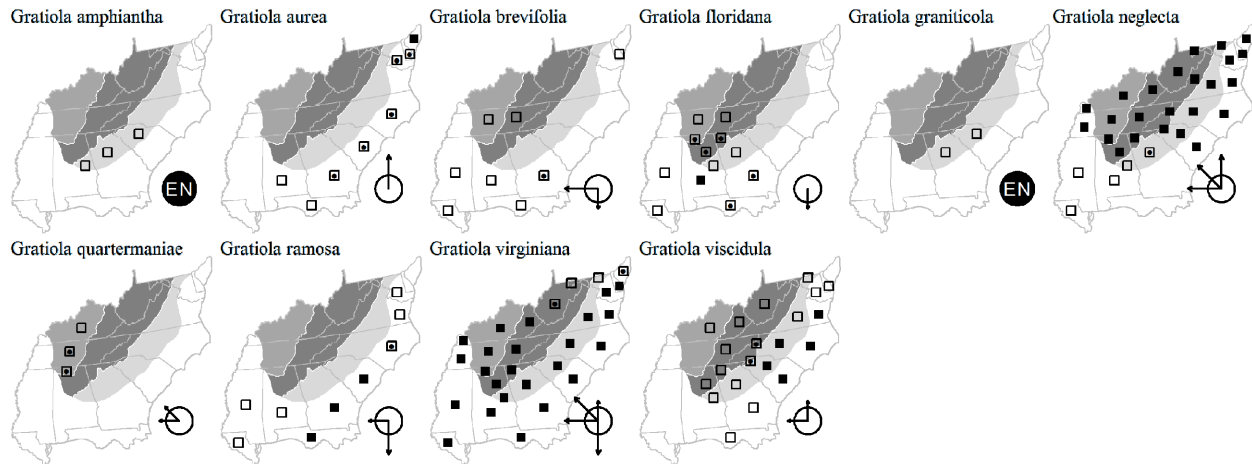 Gratiola amphiantha
Gratiola aurea
Gratiola brevifolia
Gratiola floridana
Gratiola graniticola
Gratiola neglecta
EN
EN
Gratiola quartermaniae
Gratiola ramosa
Gratiola virginiana
Gratiola viscidula